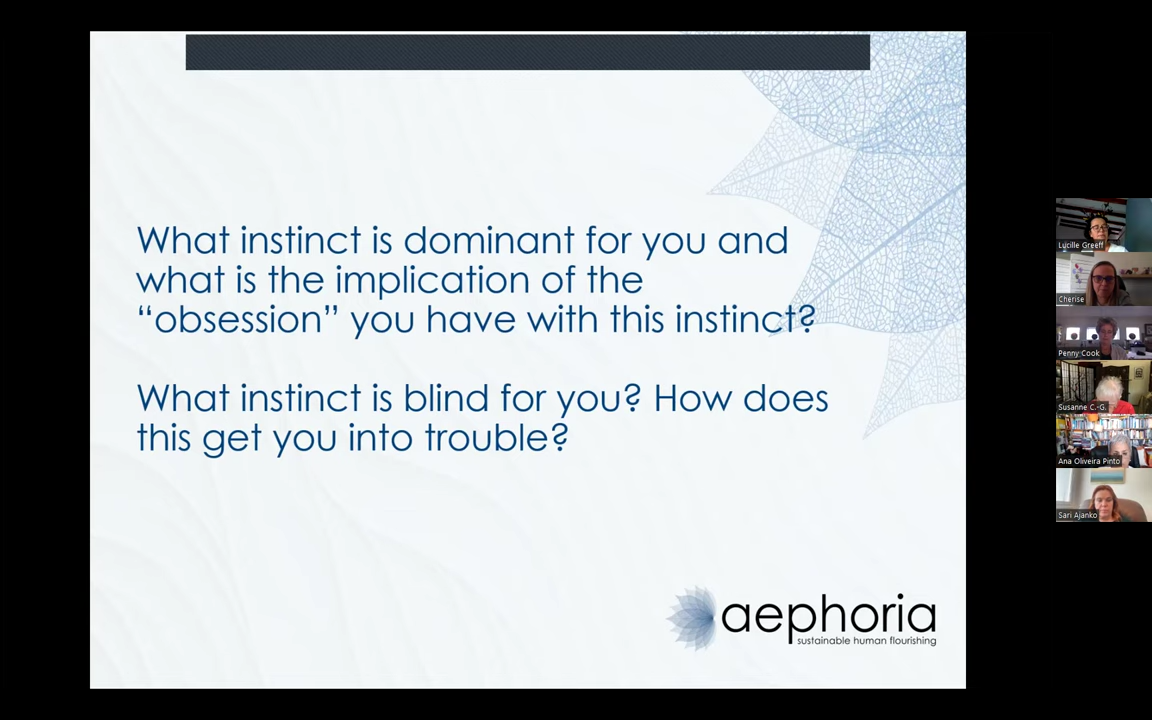 What instinct is dominant for you and
what is the implication of the
“obsession” you have with this instinct?
What instinct is blind for you? How does
this get you into trouble?
aephoria
sustainable human flourishing
Lucille Greeff
Cherise
Penny Cook
Susanne C.-G.
Ana Oliveira Pinto
Sari Ajanko